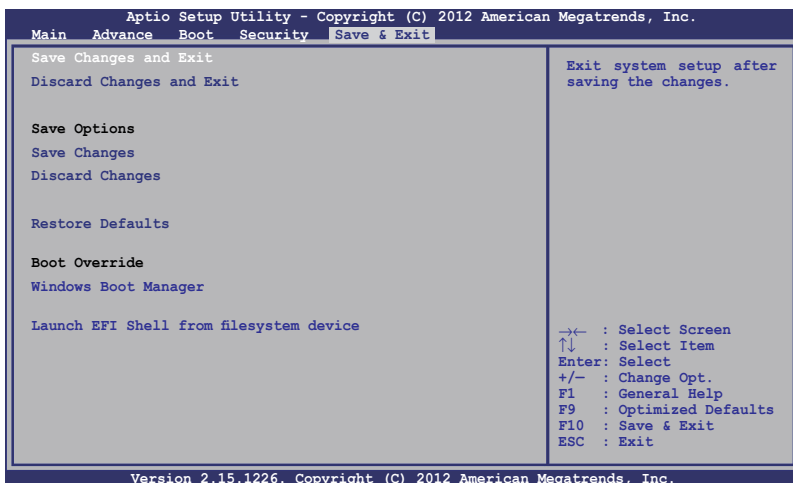 Aptio Setup Utility - Copyright (C) 2012 American Megatrends, Inc.
Main Advance Boot Security Save & Exit
Save Changes and Exit
Discard Changes and Exit
Save Options
Save Changes
Discard Changes
Restore Defaults
Boot Override
Windows Boot Manager
Launch EFI Shell from filesystem device
Exit system setup after
saving the changes.
→← : Select Screen
↑↓ : Select Item
Enter: Select
+/— : Change Opt.
F1 : General Help
F9 : Optimized Defaults
F10 : Save & Exit
ESC : Exit
Version 2.15.1226. Copyright (C) 2012 American Megatrends, Inc.